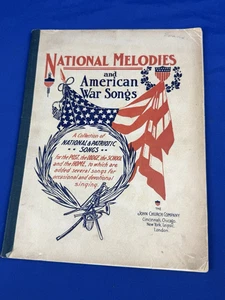 NATIONAL MELODIES
and
American
War Songs
A Collection of
NATIONAL & PATRIOTIC
SONGS
for the POST, the LODGE, the SCHOOL
and the HOME, to which are
added several songs for
occasional and devotional
singing.
THE
JOHN CHURCH COMPANY
Cincinnati, Chicago,
New York, Leipsic,
London.